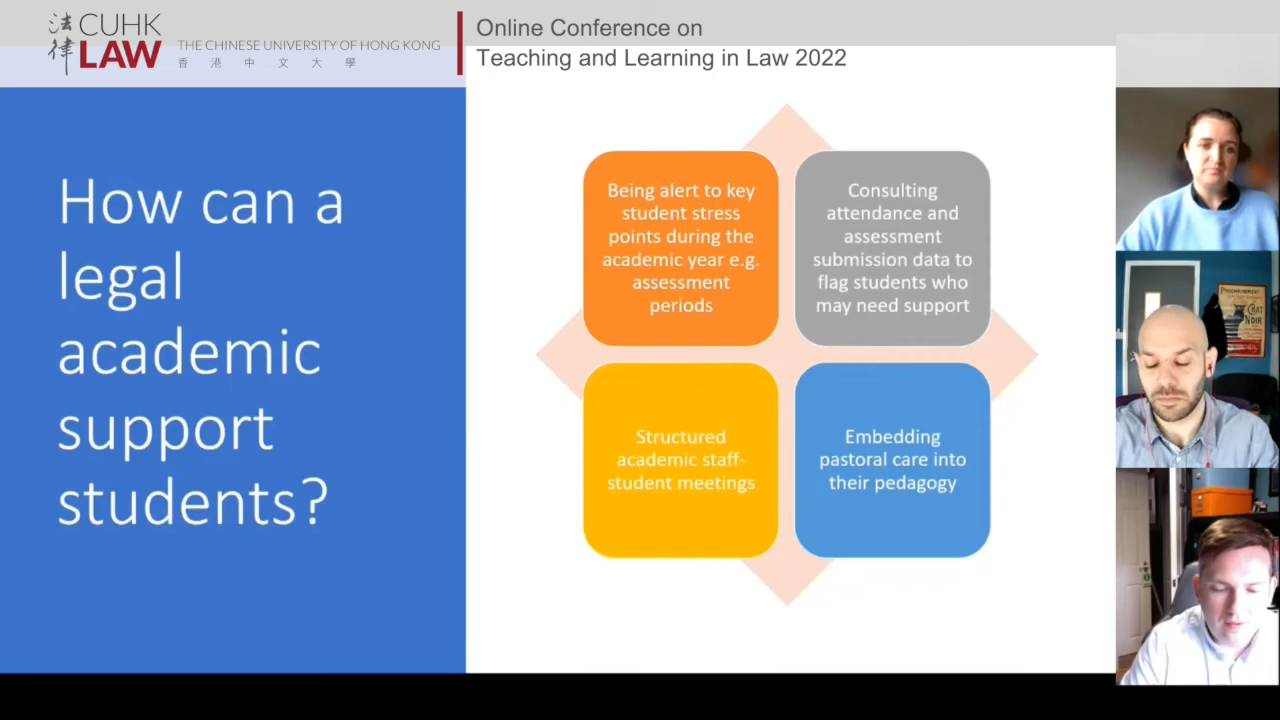 法律
CUHK
LAW
THE CHINESE UNIVERSITY OF HONG KONG
香港中文大學
Online Conference on
Teaching and Learning in Law 2022
How can a
legal
academic
support
students?
Being alert to key
student stress
points during the
academic year e.g.
assessment
periods
Consulting
attendance and
assessment
submission data to
flag students who
may need support
Structured
academic staff-
student meetings
Embedding
pastoral care into
their pedagogy
CHAT
NOIR